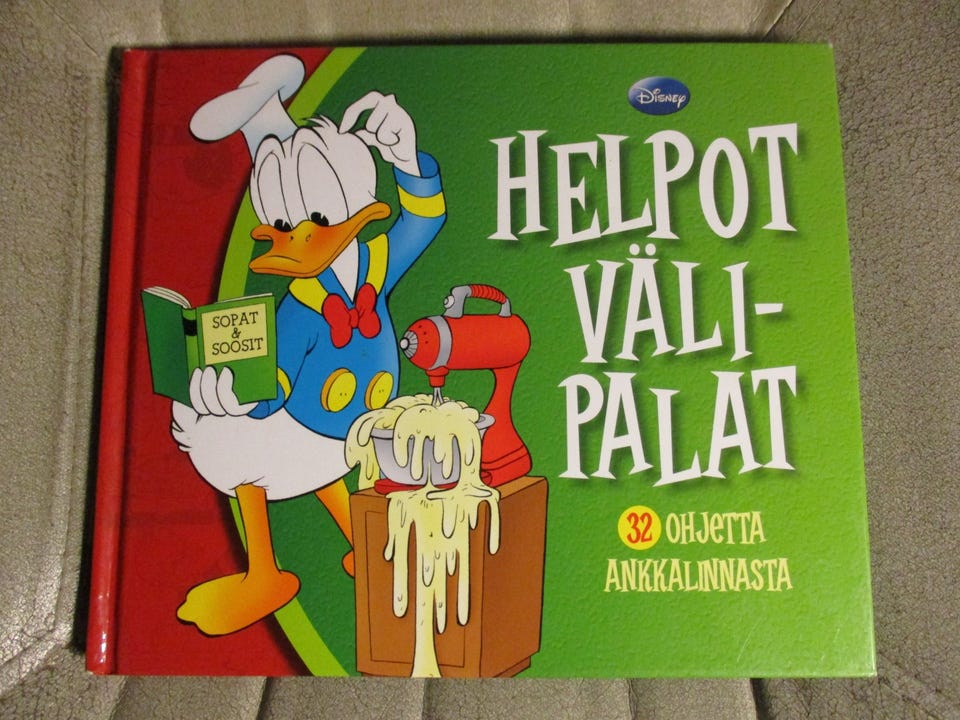 Disney
HELPOT
VÄLI-
PALAT
32 OHJETTA
ANKKALINNASTA
SOPAT
&
SOOSIT